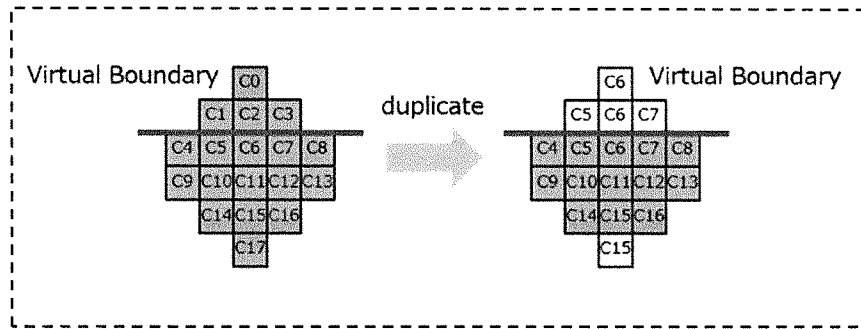 Virtual Boundary C0 C6 Virtual Boundary
C1 C2 C3 duplicate C5 C6 C7
C4 C5 C6 C7 C8 C4 C5 C6 C7 C8
C9 C10 C11 C12 C13 C9 C10 C11 C12 C13
C14 C15 C16 C14 C15 C16
C17 C15